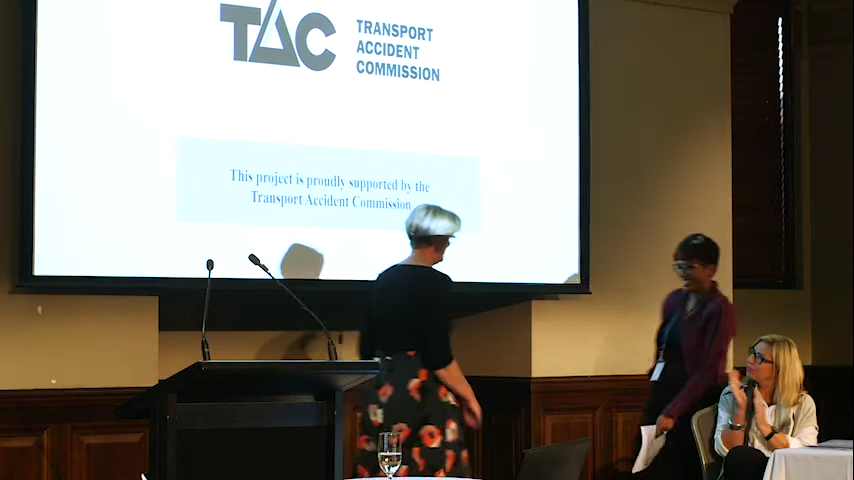 TAC
TRANSPORT
ACCIDENT
COMMISSION
This project is proudly supported by the
Transport Accident Commission.